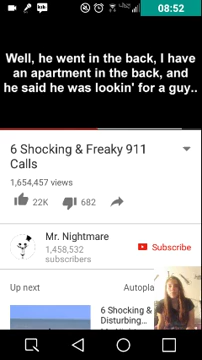 08:52
Well, he went in the back, I have
an apartment in the back, and
he said he was lookin' for a guy..
6 Shocking & Freaky 911
Calls
1,654,457 views
22K
682
Mr. Nightmare
1,458,532
subscribers
Subscribe
Up next
Autopla
6 Shocking &
Disturbing...